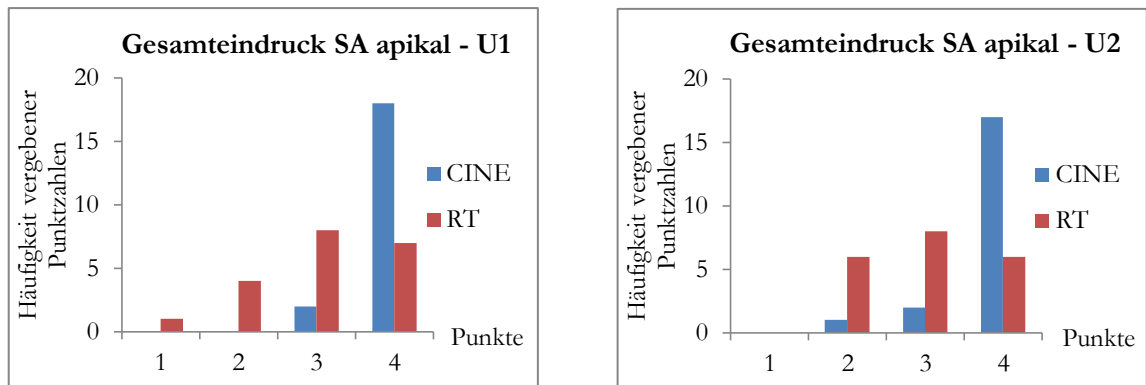 Gesamteindruck SA apikal - U1
Häufigkeit vergebener
Punktzahlen
20
15
10
5
0
1 2 3 4
Punkte
CINE
RT
Gesamteindruck SA apikal - U2
Häufigkeit vergebener
Punktzahlen
20
15
10
5
0
1 2 3 4
Punkte
CINE
RT